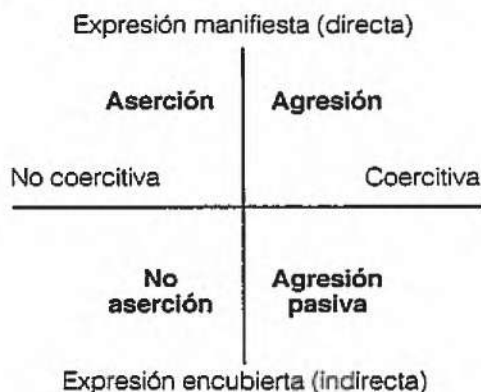 Expresión manifiesta (directa)
Aserción
Agresión
No coercitiva
Coercitiva
No
aserción
Agresión
pasiva
Expresión encubierta (indirecta)